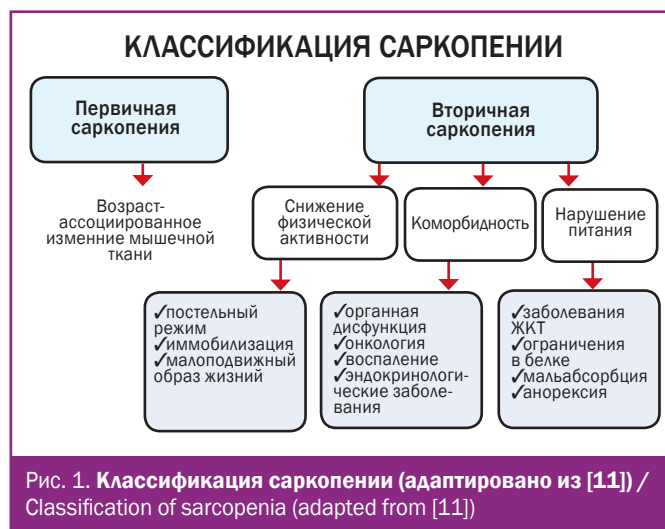 КЛАССИФИКАЦИЯ САРКОПЕНИИ
Первичная
саркопения
Вторичная
саркопения
Возраст-
ассоциированное
изменние мышечной
ткани
Снижение
физической
активности
Коморбидность
Нарушение
питания
✓постельный
режим
✓иммобилизация
✓малоподвижный
образ жизний
✓органная
дисфункция
✓онкология
✓воспаление
✓эндокринологи-
ческие заболе-
вания
✓заболевания
ЖКТ
✓ограничения
в белке
✓мальабсорбция
✓анорексия
Рис. 1. Классификация саркопении (адаптировано из [11]) /
Classification of sarcopenia (adapted from [11])